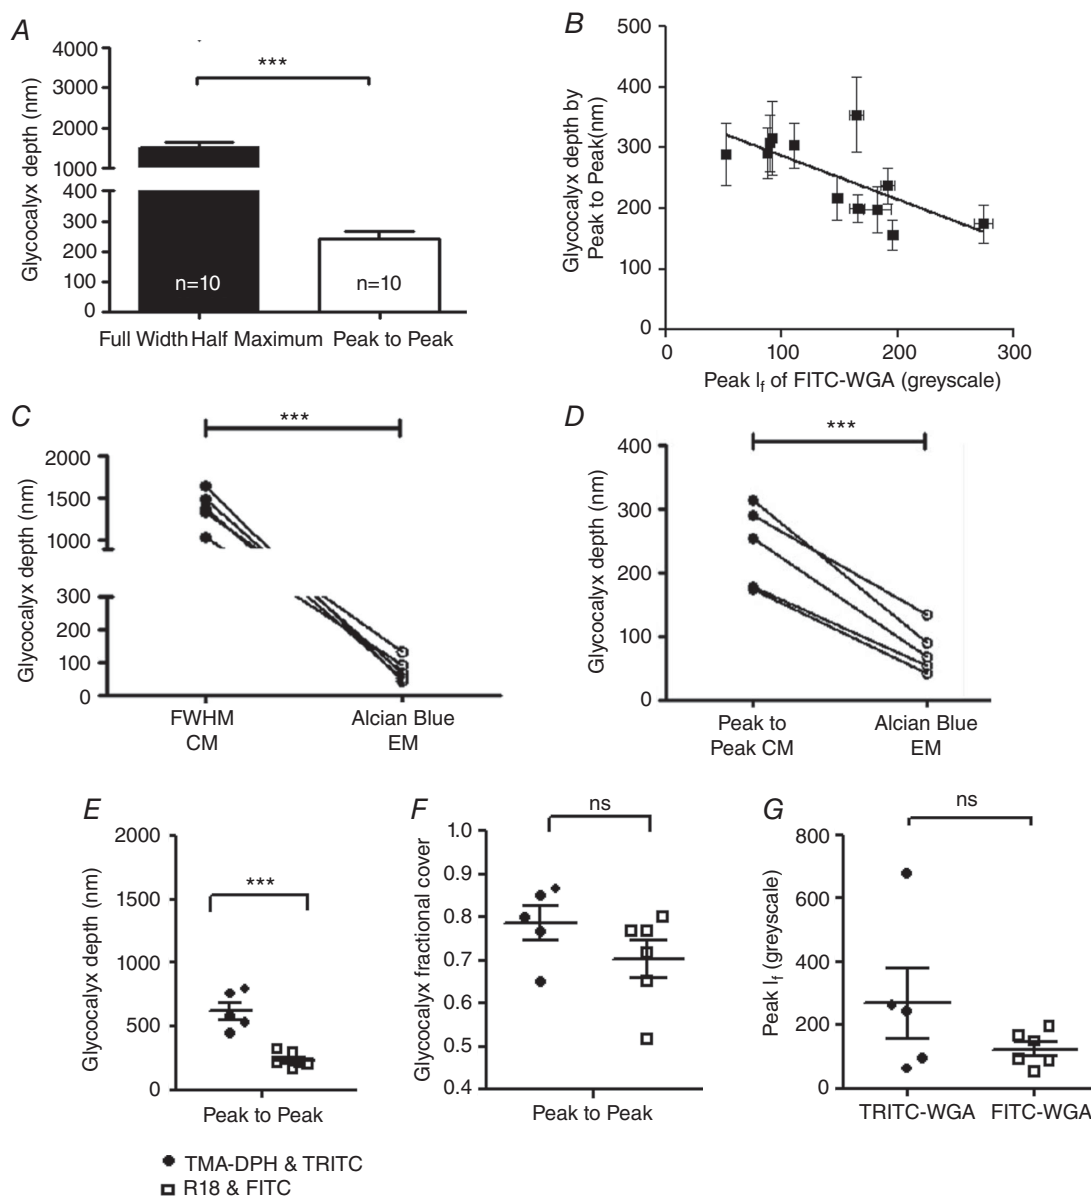 A
Glycocalyx depth (nm)
4000
3000
2000
1000
400
300
200
100
0
***
n=10
n=10
Full Width Half Maximum
Peak to Peak
B
Glycocalyx depth by
Peak to Peak(nm)
500
400
300
200
100
0
0
100
200
300
Peak If of FITC-WGA (greyscale)
C
Glycocalyx depth (nm)
2000
1500
1000
300
200
100
0
***
FWHM
CM
Alcian Blue
EM
D
Glycocalyx depth (nm)
400
300
200
100
0
***
Peak to
Peak CM
Alcian Blue
EM
E
Glycocalyx depth (nm)
2000
1500
1000
500
0
***
Peak to Peak
TMA-DPH & TRITC
R18 & FITC
F
Glycocalyx fractional cover
1.0
0.9
0.8
0.7
0.6
0.5
0.4
ns
Peak to Peak
G
Peak If (greyscale)
800
600
400
200
0
ns
TRITC-WGA
FITC-WGA